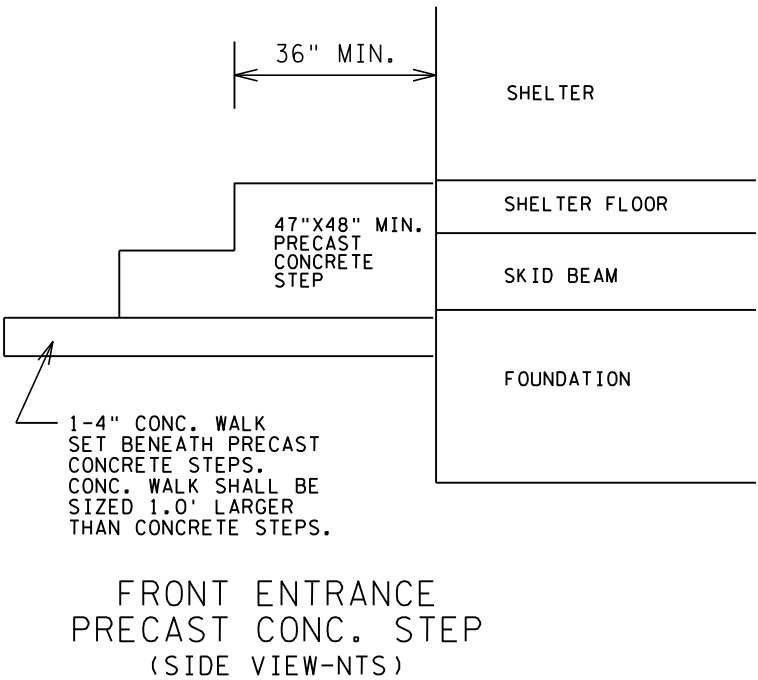 36" MIN.
SHELTER
SHELTER FLOOR
47"X48" MIN.
PRECAST
CONCRETE
STEP
SKID BEAM
FOUNDATION
1-4" CONC. WALK
SET BENEATH PRECAST
CONCRETE STEPS.
CONC. WALK SHALL BE
SIZED 1.0' LARGER
THAN CONCRETE STEPS.
FRONT ENTRANCE
PRECAST CONC. STEP
(SIDE VIEW-NTS)